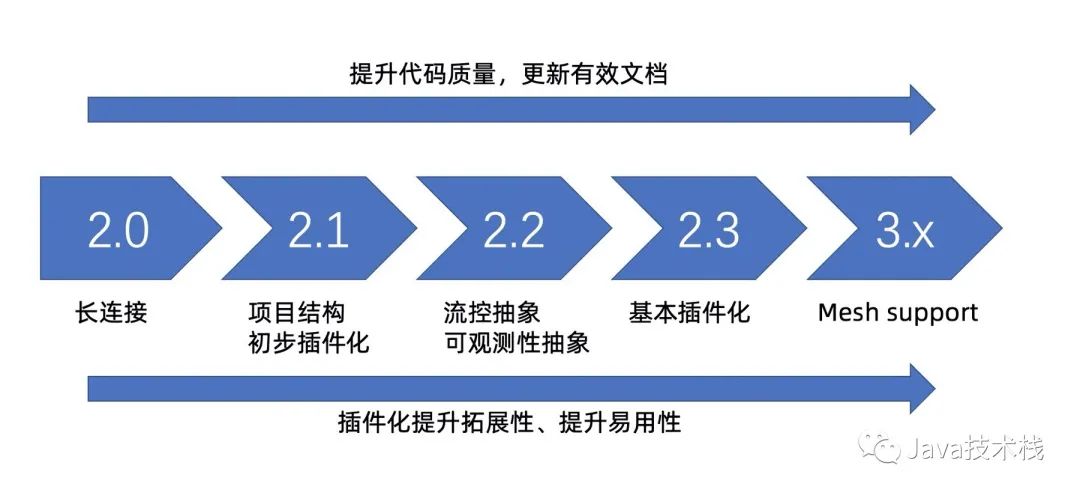 提升代码质量，更新有效文档
2.0
2.1
2.2
2.3
3.x
长连接
项目结构
初步插件化
流控抽象
可观测性抽象
基本插件化
Mesh support
插件化提升拓展性、提升易用性
Java技术栈